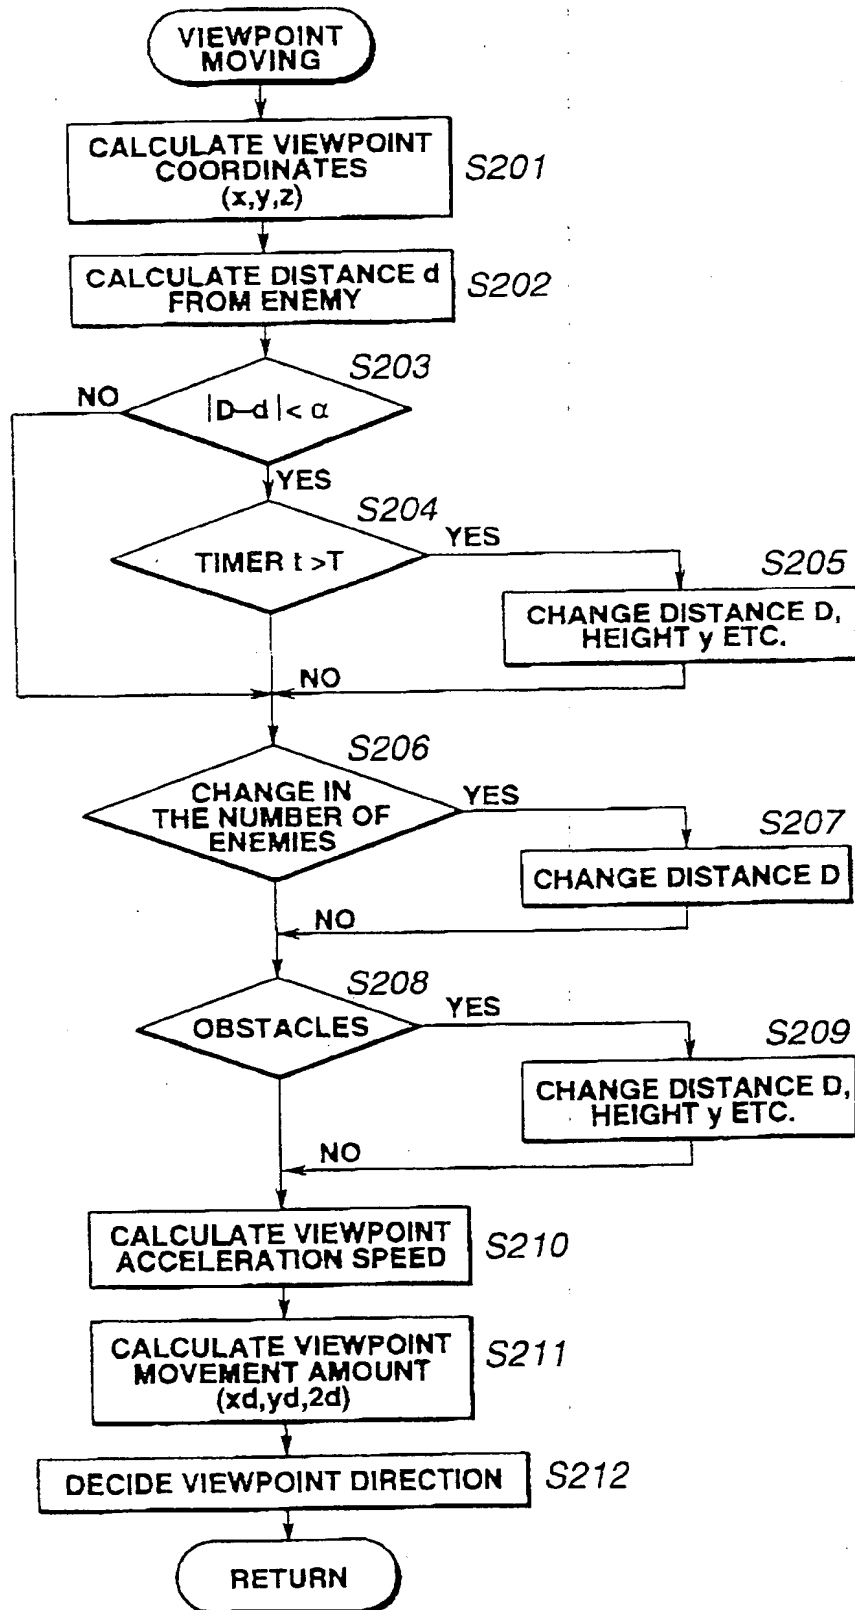 VIEWPOINT
MOVING
CALCULATE VIEWPOINT
COORDINATES
(x,y,z)
S201
CALCULATE DISTANCE d
FROM ENEMY
S202
S203
NO
|D–d|< α
YES
S204
TIMER t >T
YES
S205
CHANGE DISTANCE D,
HEIGHT y ETC.
NO
S206
CHANGE IN
THE NUMBER OF
ENEMIES
YES
S207
CHANGE DISTANCE D
NO
S208
OBSTACLES
YES
S209
CHANGE DISTANCE D,
HEIGHT y ETC.
NO
CALCULATE VIEWPOINT
ACCELERATION SPEED
S210
CALCULATE VIEWPOINT
MOVEMENT AMOUNT
(xd,yd,2d)
S211
DECIDE VIEWPOINT DIRECTION
S212
RETURN